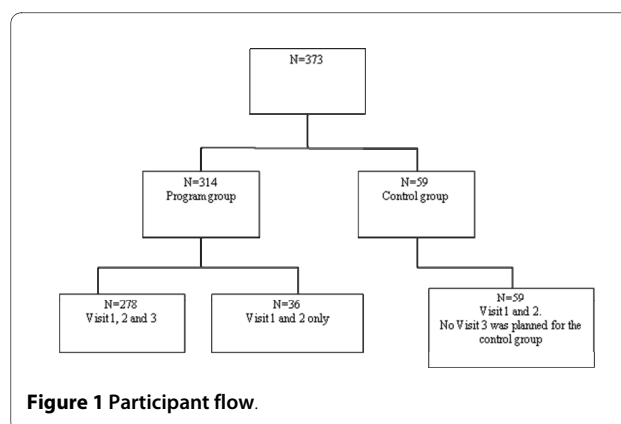 N=373
N=314
Program group
N=59
Control group
N=278
Visit 1, 2 and 3
N=36
Visit 1 and 2 only
N=59
Visit 1 and 2.
No Visit 3 was planned for the
control group
Figure 1 Participant flow.